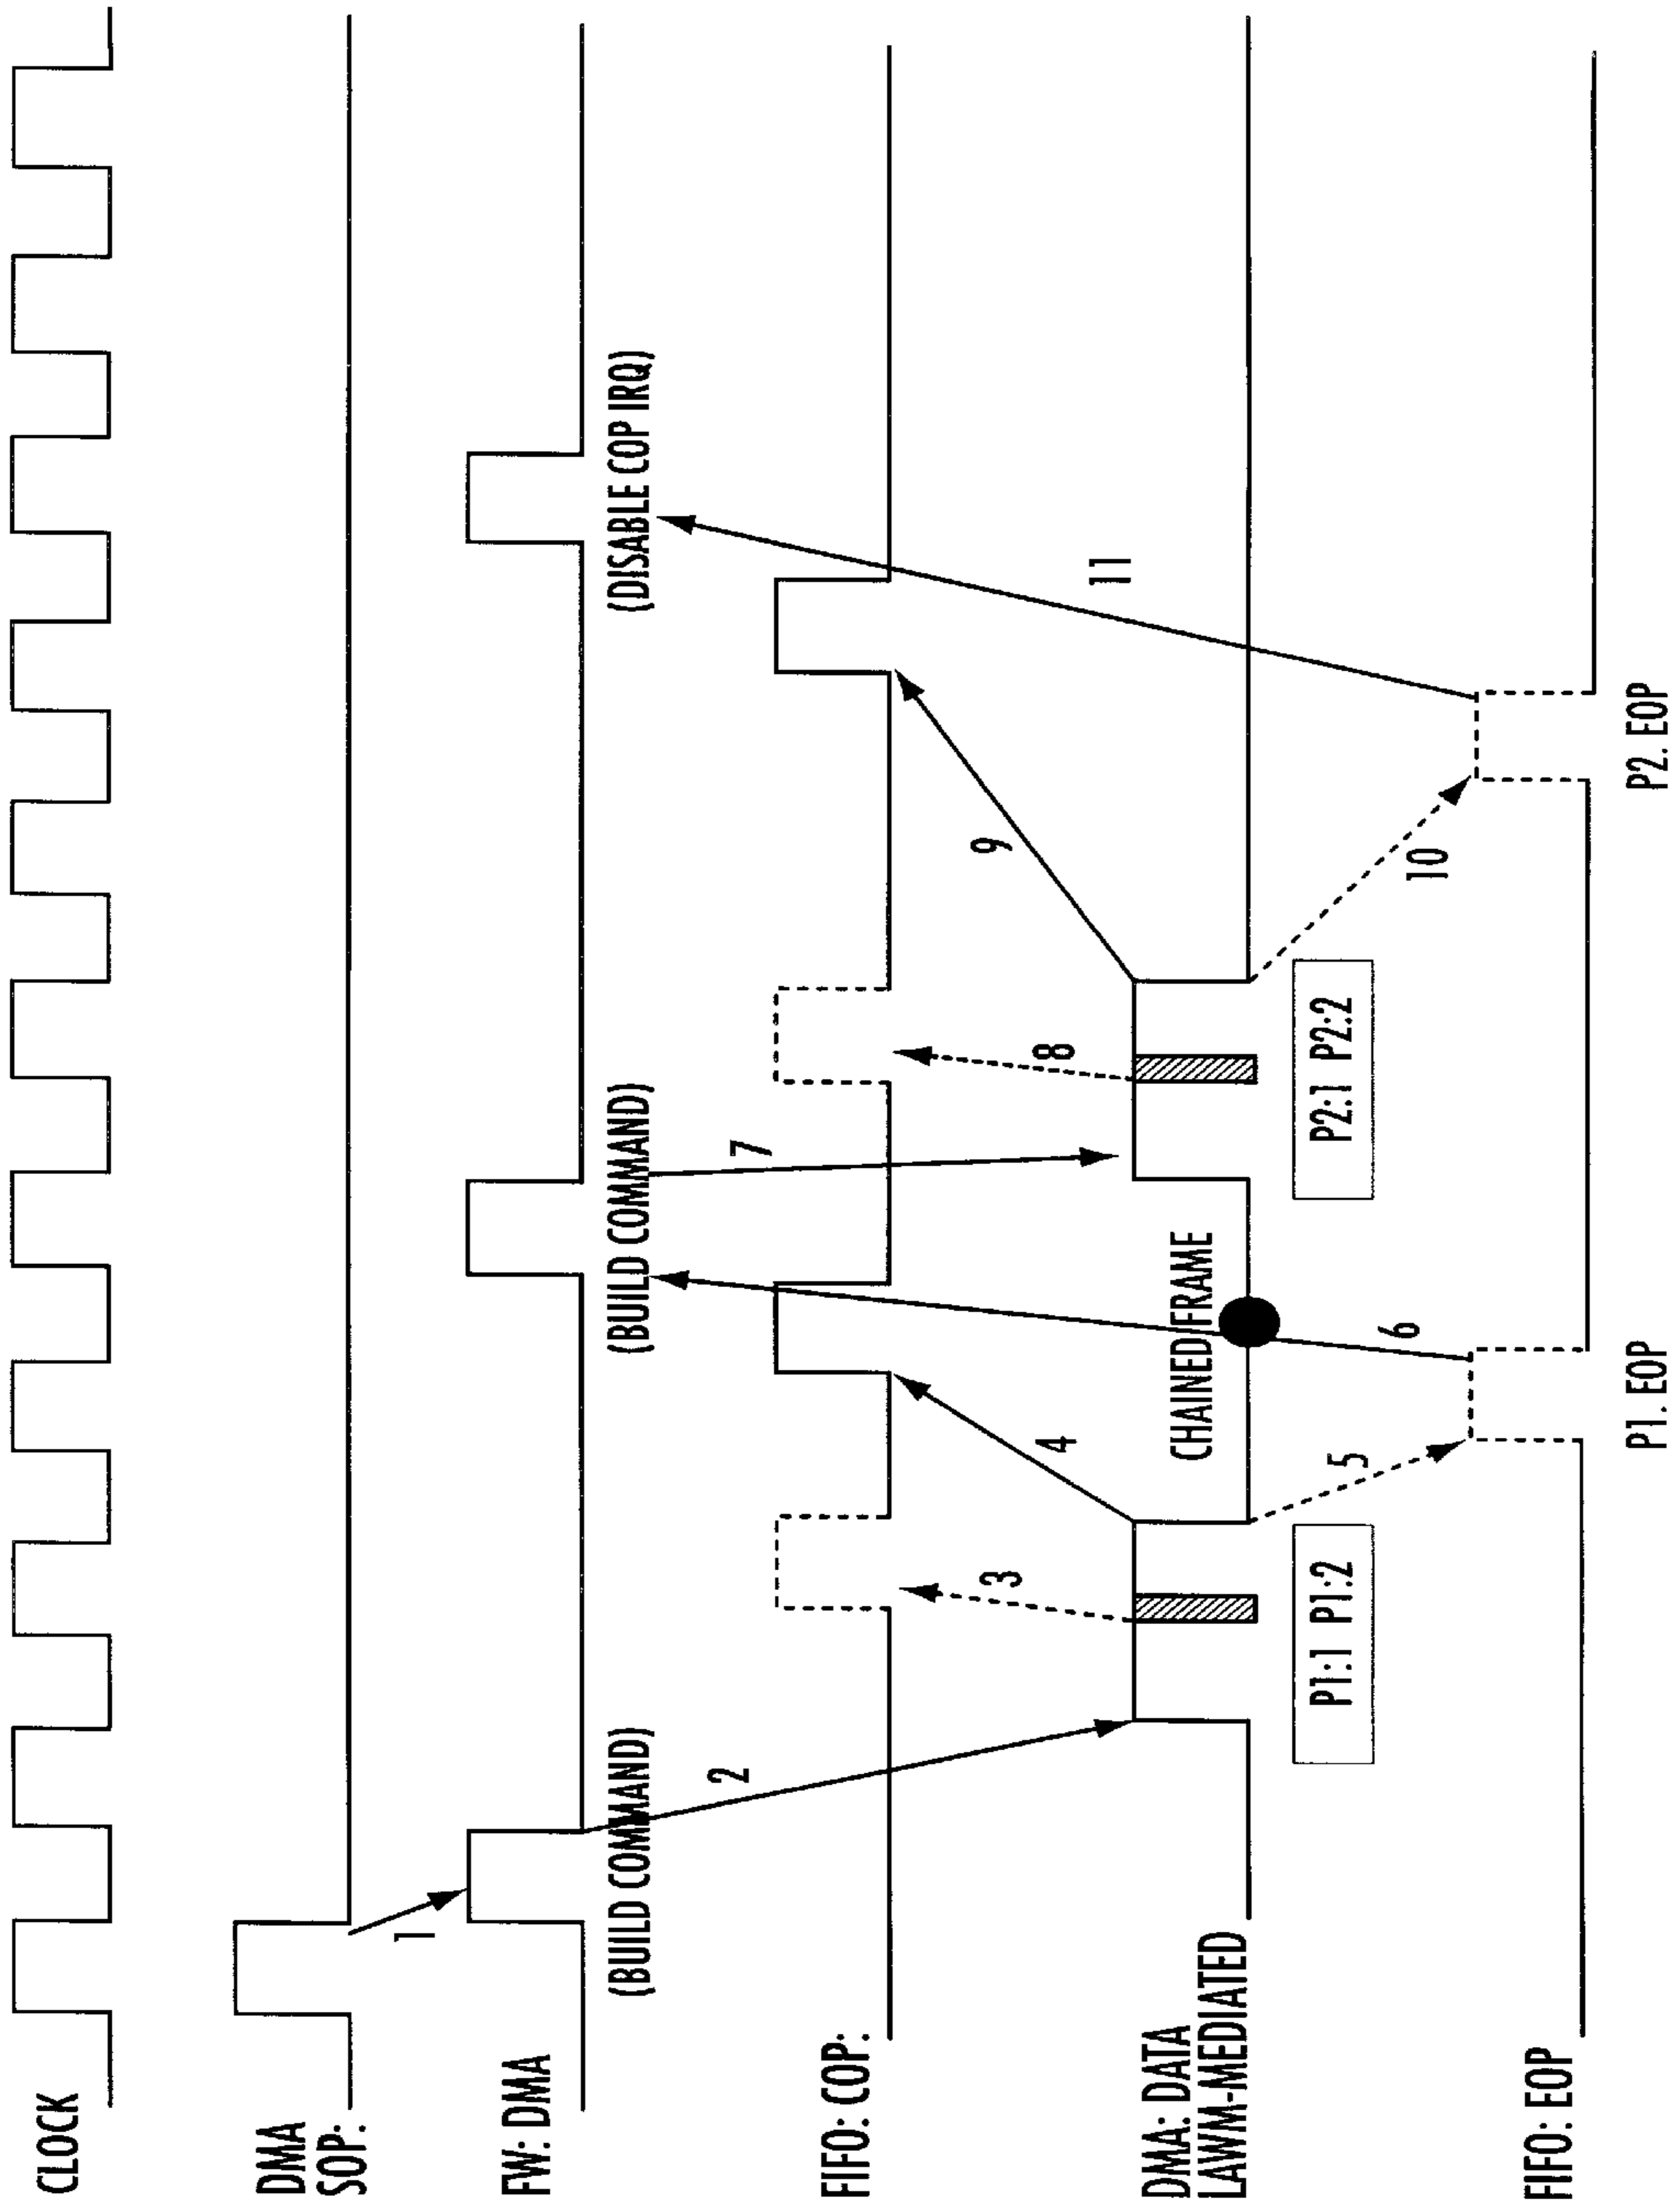 CLOCK
DMA
SOP:
1
FW: DMA
(BUILD COMMAND)
(BUILD COMMAND)
(DISABLE COP IRQ)
2
7
FIFO: COP:
3
4
8
9
11
DMA: DATA
LAWM-MEDIATED
CHAINED FRAME
P1:1 P1:2
P2:1 P2:2
5
6
10
FIFO: EOP
P1. EOP
P2. EOP